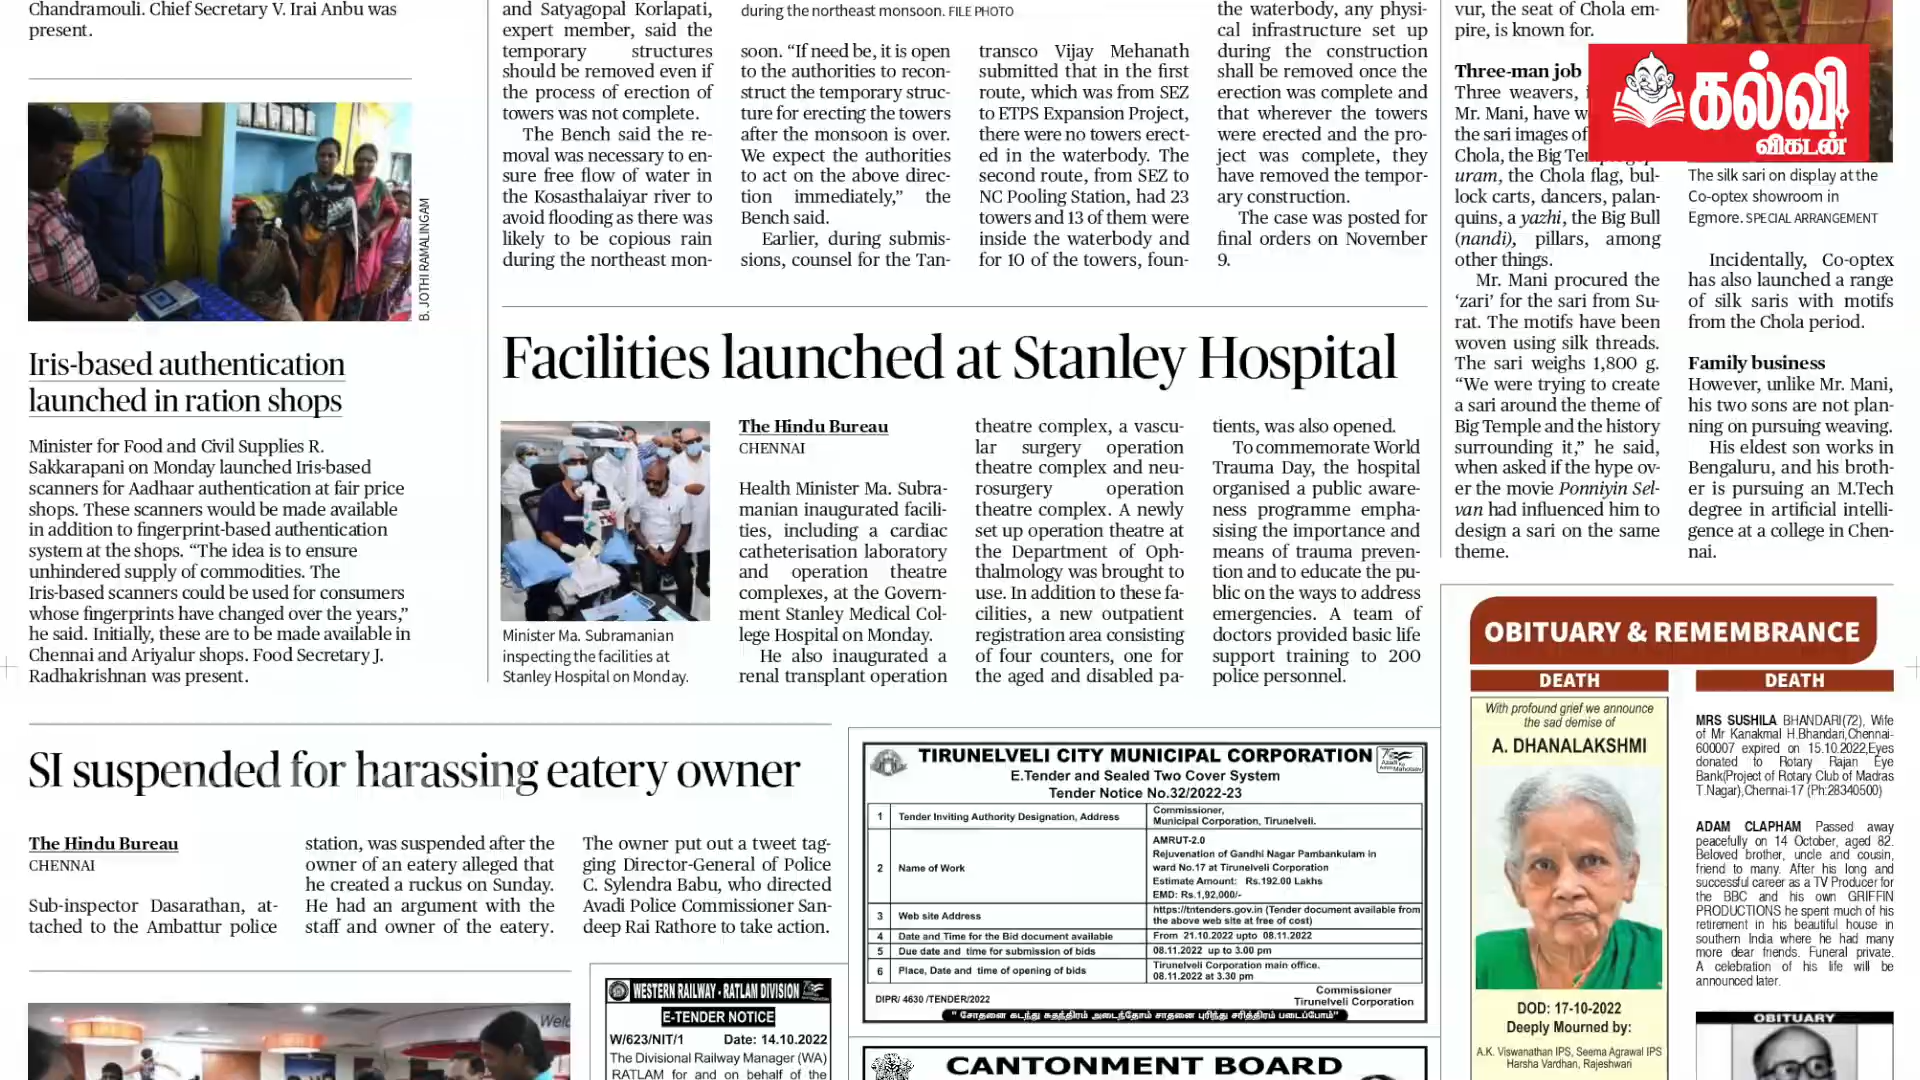 Chandramouli. Chief Secretary V. Irai Anbu was
present.
B. JOTHI RAMALINGAM
Iris-based authentication
launched in ration shops
Minister for Food and Civil Supplies R.
Sakkarapani on Monday launched Iris-based
scanners for Aadhaar authentication at fair price
shops. These scanners would be made available
in addition to fingerprint-based authentication
system at the shops. “The idea is to ensure
unhindered supply of commodities. The
Iris-based scanners could be used for consumers
whose fingerprints have changed over the years,”
he said. Initially, these are to be made available in
Chennai and Ariyalur shops. Food Secretary J.
Radhakrishnan was present.
and Satyagopal Korlapati,
expert member, said the
temporary structures
should be removed even if
the process of erection of
towers was not complete.
The Bench said the re-
moval was necessary to en-
sure free flow of water in
the Kosasthalaiyar river to
avoid flooding as there was
likely to be copious rain
during the northeast mon-
during the northeast monsoon. FILE PHOTO
soon. “If need be, it is open
to the authorities to recon-
struct the temporary struc-
ture for erecting the towers
after the monsoon is over.
We expect the authorities
to act on the above direc-
tion immediately,” the
Bench said.
Earlier, during submis-
sions, counsel for the Tan-
transco Vijay Mehanath
submitted that in the first
route, which was from SEZ
to ETPS Expansion Project,
there were no towers erect-
ed in the waterbody. The
second route, from SEZ to
NC Pooling Station, had 23
towers and 13 of them were
inside the waterbody and
for 10 of the towers, foun-
the waterbody, any physi-
cal infrastructure set up
during the construction
shall be removed once the
erection was complete and
that wherever the towers
were erected and the pro-
ject was complete, they
have removed the tempor-
ary construction.
The case was posted for
final orders on November
9.
Facilities launched at Stanley Hospital
Minister Ma. Subramanian
inspecting the facilities at
Stanley Hospital on Monday.
The Hindu Bureau
CHENNAI
Health Minister Ma. Subra-
manian inaugurated facili-
ties, including a cardiac
catheterisation laboratory
and operation theatre
complexes, at the Govern-
ment Stanley Medical Col-
lege Hospital on Monday.
He also inaugurated a
renal transplant operation
theatre complex, a vascu-
lar surgery operation
theatre complex and neu-
rosurgery operation
theatre complex. A newly
set up operation theatre at
the Department of Oph-
thalmology was brought to
use. In addition to these fa-
cilities, a new outpatient
registration area consisting
of four counters, one for
the aged and disabled pa-
tients, was also opened.
To commemorate World
Trauma Day, the hospital
organised a public aware-
ness programme empha-
sising the importance and
means of trauma preven-
tion and to educate the pu-
blic on the ways to address
emergencies. A team of
doctors provided basic life
support training to 200
police personnel.
vur, the seat of Chola em-
pire, is known for.
Three-man job
Three weavers,
Mr. Mani, have
the sari images of
Chola, the Big
uram, the Chola flag, bul-
lock carts, dancers, palan-
quins, a yazhi, the Big Bull
(nandi), pillars, among
other things.
Mr. Mani procured the
‘zari’ for the sari from Su-
rat. The motifs have been
woven using silk threads.
The sari weighs 1,800 g.
“We were trying to create
a sari around the theme of
Big Temple and the history
surrounding it,” he said,
when asked if the hype ov-
er the movie Ponniyin Sel-
van had influenced him to
design a sari on the same
theme.
கல்வி
விகடன்
The silk sari on display at the
Co-optex showroom in
Egmore. SPECIAL ARRANGEMENT
Incidentally, Co-optex
has also launched a range
of silk saris with motifs
from the Chola period.
Family business
However, unlike Mr. Mani,
his two sons are not plan-
ning on pursuing weaving.
His eldest son works in
Bengaluru, and his broth-
er is pursuing an M.Tech
degree in artificial intelli-
gence at a college in Chen-
nai.
SI suspended for harassing eatery owner
The Hindu Bureau
CHENNAI
Sub-inspector Dasarathan, at-
tached to the Ambattur police
station, was suspended after the
owner of an eatery alleged that
he created a ruckus on Sunday.
He had an argument with the
staff and owner of the eatery.
The owner put out a tweet tag-
ging Director-General of Police
C. Sylendra Babu, who directed
Avadi Police Commissioner San-
deep Rai Rathore to take action.
WESTERN RAILWAY - RATLAM DIVISION
E-TENDER NOTICE
W/623/NIT/1 Date: 14.10.2022
The Divisional Railway Manager (WA)
RATLAM for and on behalf of the
TIRUNELVELI CITY MUNICIPAL CORPORATION
E.Tender and Sealed Two Cover System
Tender Notice No.32/2022-23
1 Tender Inviting Authority Designation, Address Commissioner,
Municipal Corporation, Tirunelveli.
2 Name of Work AMRUT-2.0
Rejuvenation of Gandhi Nagar Pambankulam in
ward No.17 at Tirunelveli Corporation
Estimate Amount: Rs.192.00 Lakhs
EMD: Rs.1,92,000/-
3 Web site Address https://tntenders.gov.in (Tender document available from
the above web site at free of cost)
4 Date and Time for the Bid document available From 21.10.2022 upto 08.11.2022
5 Due date and time for submission of bids 08.11.2022 up to 3.00 pm
6 Place, Date and time of opening of bids Tirunelveli Corporation main office.
08.11.2022 at 3.30 pm
DIPR/ 4630 /TENDER/2022
Commissioner
Tirunelveli Corporation
" சோதனை கடந்து சுதந்திரம் அடைந்தோம் சாதனை புரிந்து சரித்திரம் படைப்போம்"
CANTONMENT BOARD
OBITUARY & REMEMBRANCE
DEATH
With profound grief we announce
the sad demise of
A. DHANALAKSHMI
DOD: 17-10-2022
Deeply Mourned by:
A.K. Viswanathan IPS, Seema Agrawal IPS
Harsha Vardhan, Rajeshwari
DEATH
MRS SUSHILA BHANDARI(72), Wife
of Mr Kanakmal H.Bhandari,Chennai-
600007 expired on 15.10.2022,Eyes
donated to Rotary Rajan Eye
Bank(Project of Rotary Club of Madras
T.Nagar),Chennai-17 (Ph:28340500)
ADAM CLAPHAM Passed away
peacefully on 14 October, aged 82.
Beloved brother, uncle and cousin,
friend to many. After his long and
successful career as a TV Producer for
the BBC and his own GRIFFIN
PRODUCTIONS he spent much of his
retirement in his beautiful house in
southern India where he had many
more dear friends. Funeral private.
A celebration of his life will be
announced later.
OBITUARY